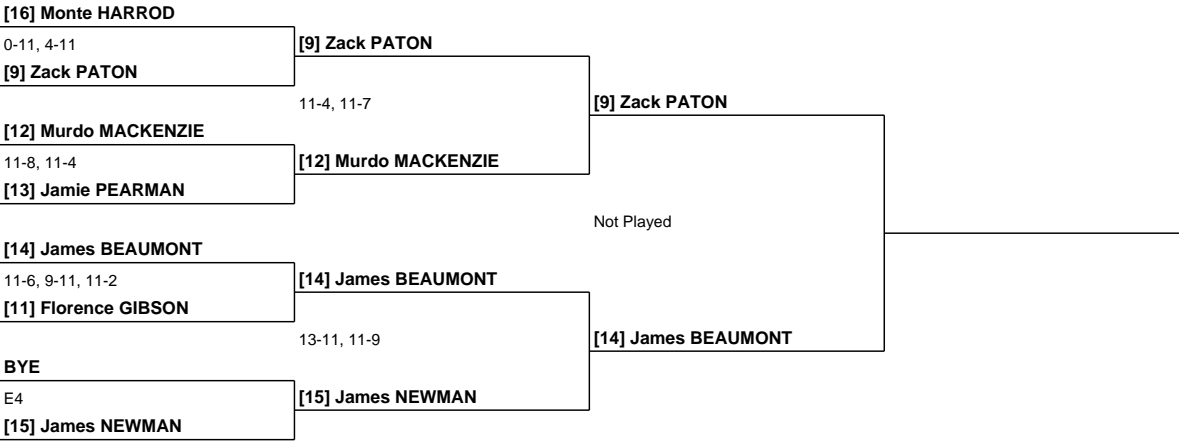 [16] Monte HARROD
0-11, 4-11
[9] Zack PATON
[9] Zack PATON
11-4, 11-7
[9] Zack PATON
[12] Murdo MACKENZIE
11-8, 11-4
[12] Murdo MACKENZIE
[13] Jamie PEARMAN
Not Played
[14] James BEAUMONT
11-6, 9-11, 11-2
[14] James BEAUMONT
[11] Florence GIBSON
13-11, 11-9
[14] James BEAUMONT
BYE
E4
[15] James NEWMAN
[15] James NEWMAN